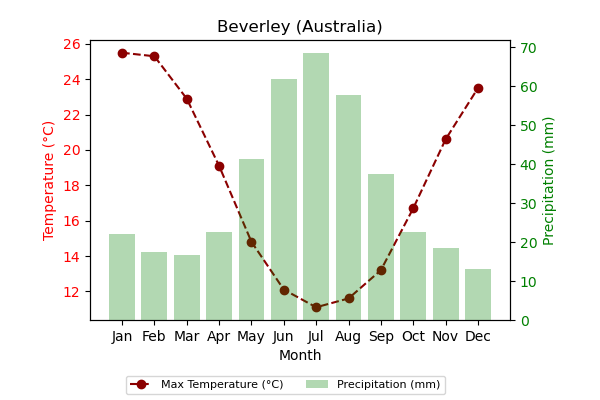 Beverley (Australia)
Temperature (°C)
26
24
22
20
18
16
14
12
70
60
50
40
30
20
10
0
Precipitation (mm)
Jan Feb Mar Apr May Jun Jul Aug Sep Oct Nov Dec
Month
Max Temperature (°C) Precipitation (mm)